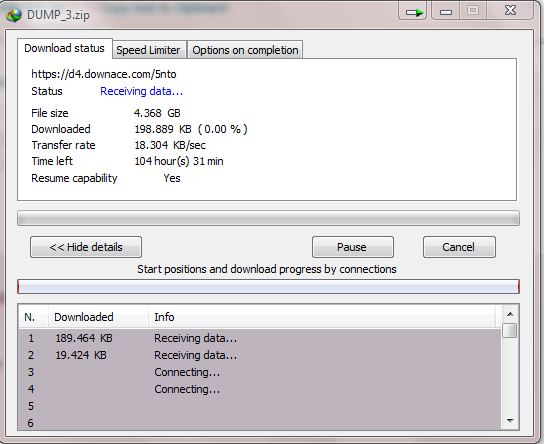 DUMP_3.zip
Download status Speed Limiter Options on completion
https://d4.downace.com/5nto
Status Receiving data...
File size 4.368 GB
Downloaded 198.889 KB ( 0.00 % )
Transfer rate 18.304 KB/sec
Time left 104 hour(s) 31 min
Resume capability Yes
<< Hide details Pause Cancel
Start positions and download progress by connections
N. Downloaded Info
1 189.464 KB Receiving data...
2 19.424 KB Receiving data...
3 Connecting...
4 Connecting...
5
6